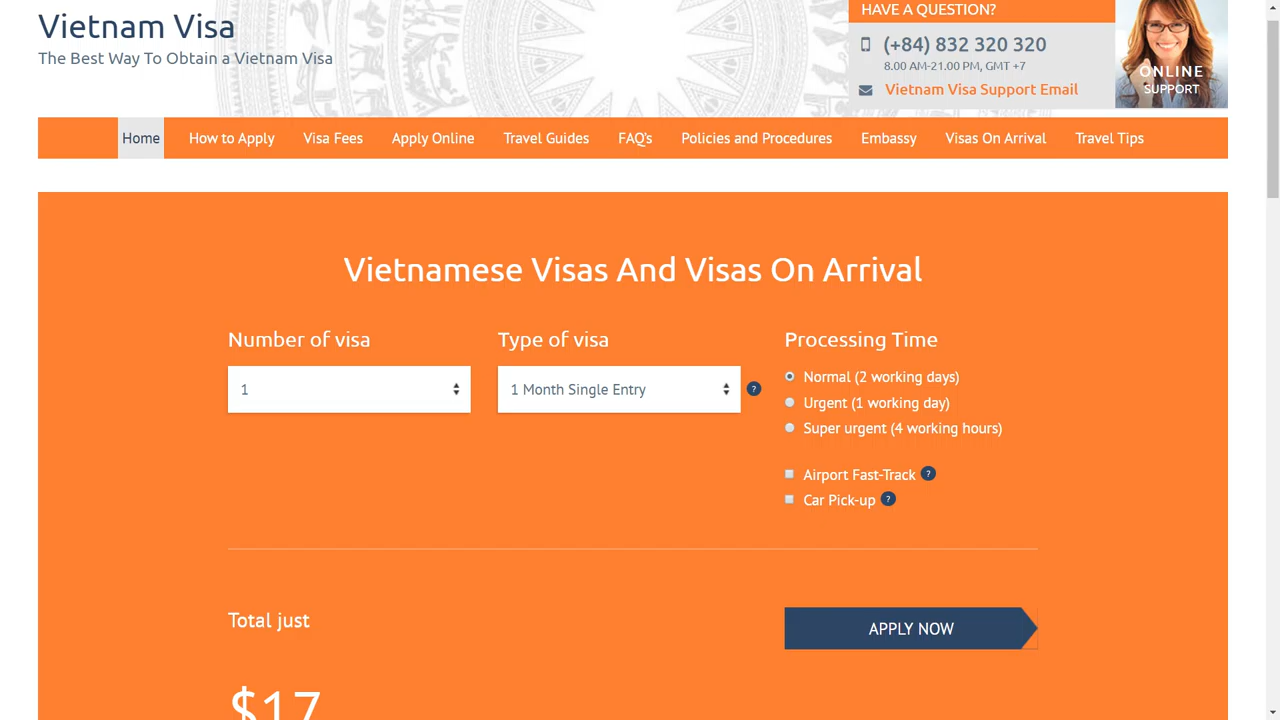 Vietnam Visa
The Best Way To Obtain a Vietnam Visa
HAVE A QUESTION?
(+84) 832 320 320
8.00 AM-21.00 PM, GMT +7
Vietnam Visa Support Email
ONLINE
SUPPORT
Home How to Apply Visa Fees Apply Online Travel Guides FAQ's Policies and Procedures Embassy Visas On Arrival Travel Tips
Vietnamese Visas And Visas On Arrival
Number of visa
1
Type of visa
1 Month Single Entry ?
Processing Time
Normal (2 working days)
Urgent (1 working day)
Super urgent (4 working hours)
Airport Fast-Track ?
Car Pick-up ?
Total just
APPLY NOW
$17